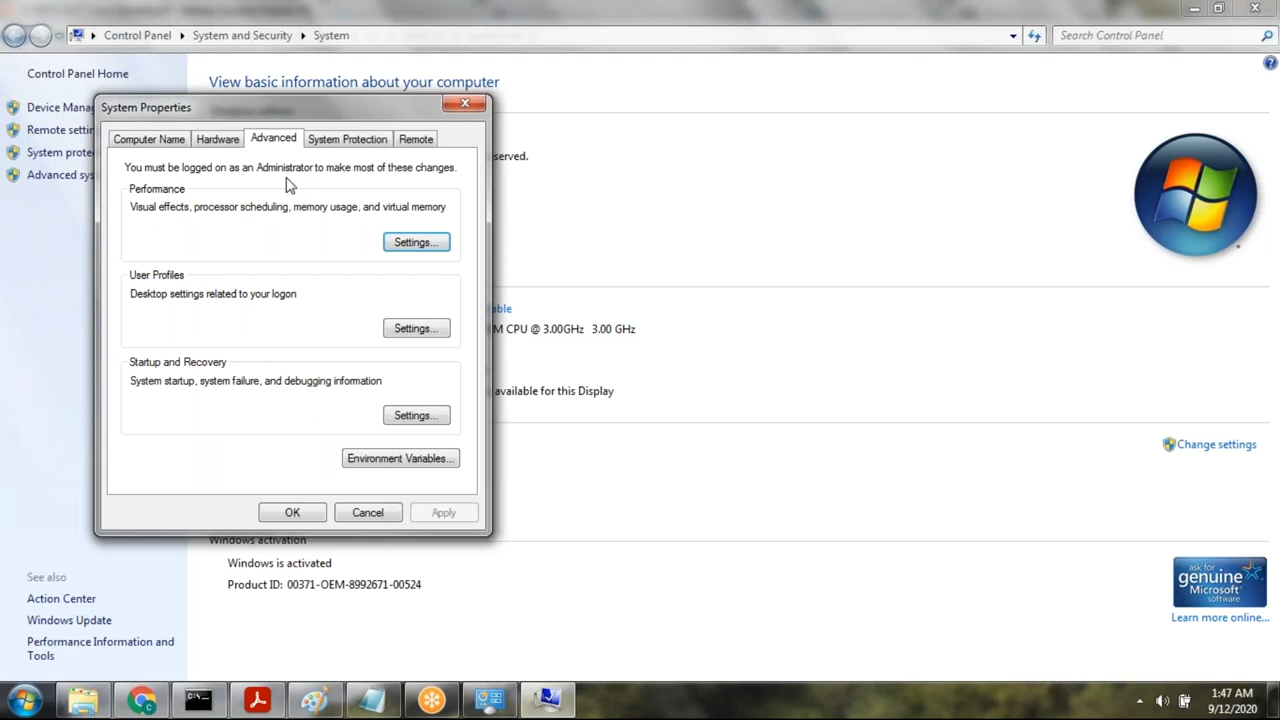 Control Panel
System and Security
System
Search Control Panel
Control Panel Home
View basic information about your computer
Device Mana
Remote settin
System protec
Advanced sys
System Properties
Computer Name
Hardware
Advanced
System Protection
Remote
You must be logged on as an Administrator to make most of these changes.
Performance
Visual effects, processor scheduling, memory usage, and virtual memory
Settings...
User Profiles
Desktop settings related to your logon
Settings...
Startup and Recovery
System startup, system failure, and debugging information
Settings...
Environment Variables...
OK
Cancel
Apply
served.
able
M CPU @ 3.00GHz 3.00 GHz
available for this Display
Change settings
Windows activation
Windows is activated
Product ID: 00371-OEM-8992671-00524
ask for
genuine
Microsoft
software
Learn more online...
See also
Action Center
Windows Update
Performance Information and
Tools
C:\_
1:47 AM
9/12/2020